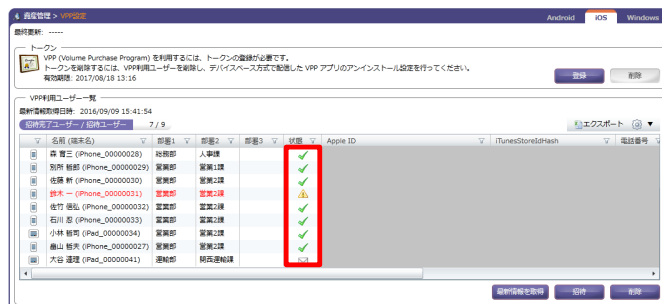 資産管理 > VPP設定
Android iOS Windows
最終更新: -----
トークン
VPP (Volume Purchase Program) を利用するには、トークンの登録が必要です。
トークンを削除するには、VPP利用ユーザーを削除し、デバイスベース方式で配信した VPP アプリのアンインストール設定を行ってください。
有効期限: 2017/08/18 13:16
登録 削除
VPP利用ユーザー一覧
最新情報取得日時: 2016/09/09 15:41:54
招待完了ユーザー / 招待ユーザー 7 / 9
エクスポート
名前 (端末名) 部署1 部署2 部署3 状態 Apple ID iTunesStoreIdHash 電話番号
森 育三 (iPhone_00000028) 総務部 人事課
別所 哲郎 (iPhone_00000029) 営業部 営業1課
佐藤 新 (iPhone_00000030) 営業部 営業2課
鈴木 一 (iPhone_00000031) 営業部 営業2課
佐竹 信弘 (iPhone_00000032) 営業部 営業2課
石川 忍 (iPhone_00000033) 営業部 営業2課
小林 哲司 (iPad_00000034) 営業部 営業2課
畠山 哲夫 (iPhone_00000027) 営業部 営業2課
大谷 道理 (iPad_00000041) 運輸部 関西運輸課
最新情報を取得 招待 削除